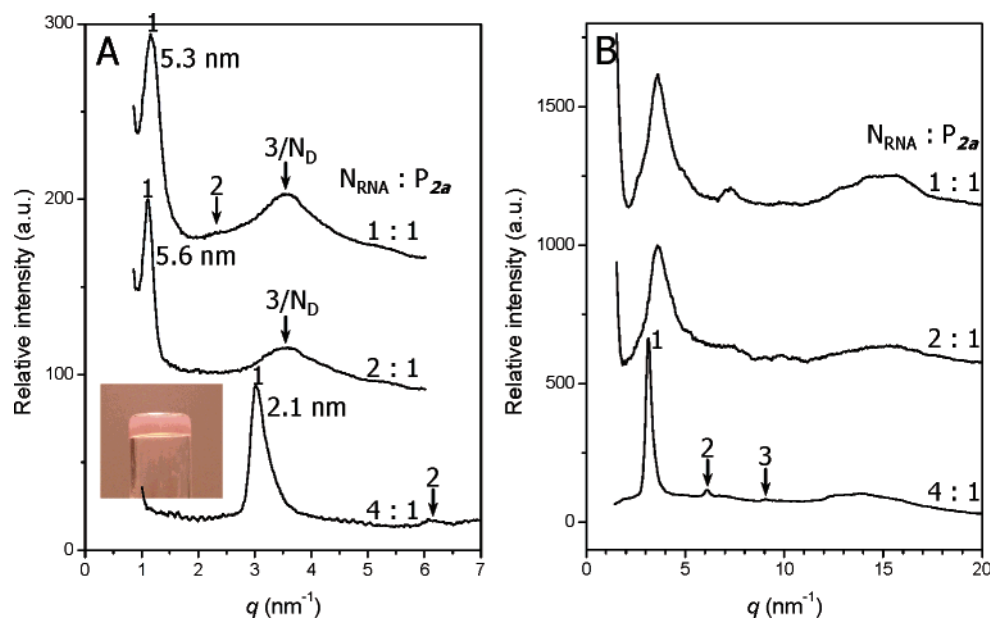 A
Relative intensity (a.u.)
300
200
100
0
1
5.3 nm
3/N_D
2
N_RNA : P_2a
1 : 1
1
5.6 nm
3/N_D
2 : 1
1
2.1 nm
2
4 : 1
0 1 2 3 4 5 6 7
q (nm⁻¹)
B
Relative intensity (a.u.)
1500
1000
500
0
N_RNA : P_2a
1 : 1
2 : 1
1
2
3
4 : 1
0 5 10 15 20
q (nm⁻¹)